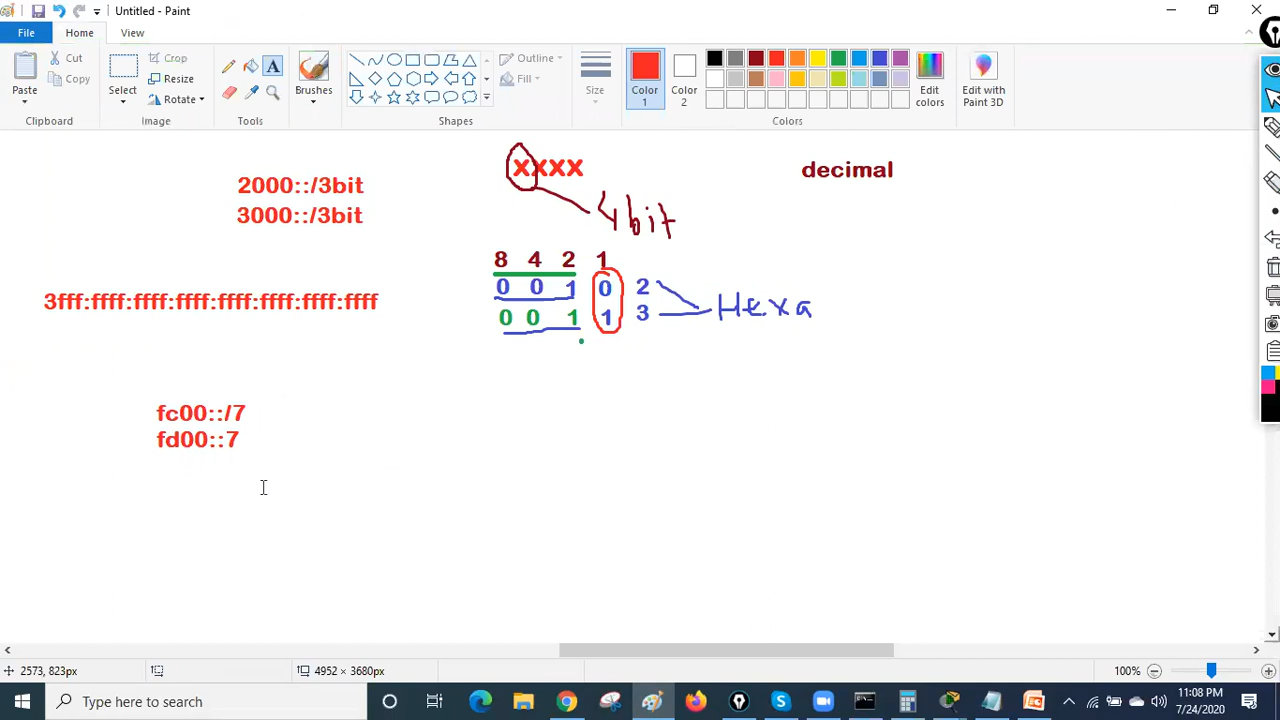 Untitled - Paint
File Home View
Paste Cut Copy Clipboard
Select Crop Resize Rotate Image
A Tools
Brushes
Shapes Outline Fill
Size
Color 1 Color 2 Edit colors Edit with Paint 3D
Colors
2000::/3bit
3000::/3bit
xxxx
decimal
4bit
8 4 2 1
0 0 1 0 2
0 0 1 1 3
Hexa
3fff:ffff:ffff:ffff:ffff:ffff:ffff:ffff
fc00::/7
fd00::7
2573, 823px
4952 × 3680px
100%
Type here to search
11:08 PM
7/24/2020